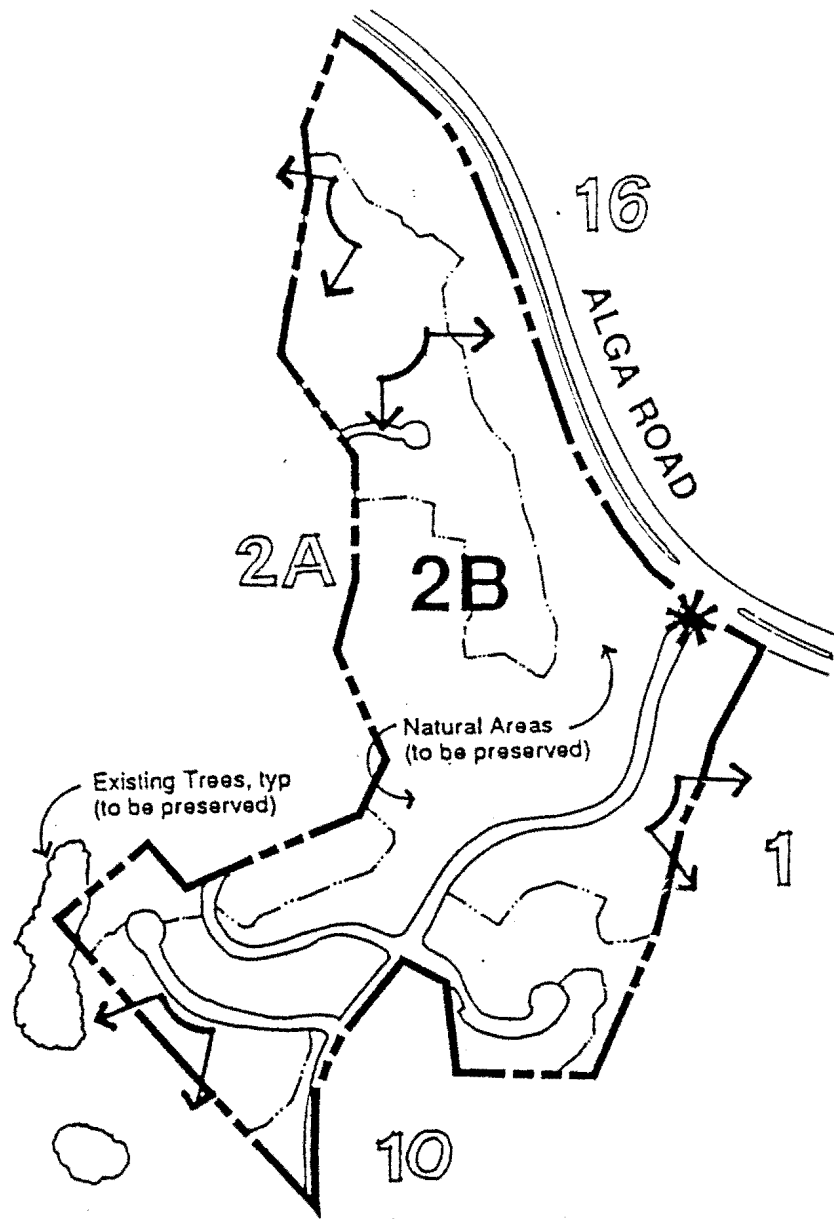 16
ALGA ROAD
2A
2B
Natural Areas
(to be preserved)
Existing Trees, typ
(to be preserved)
1
10